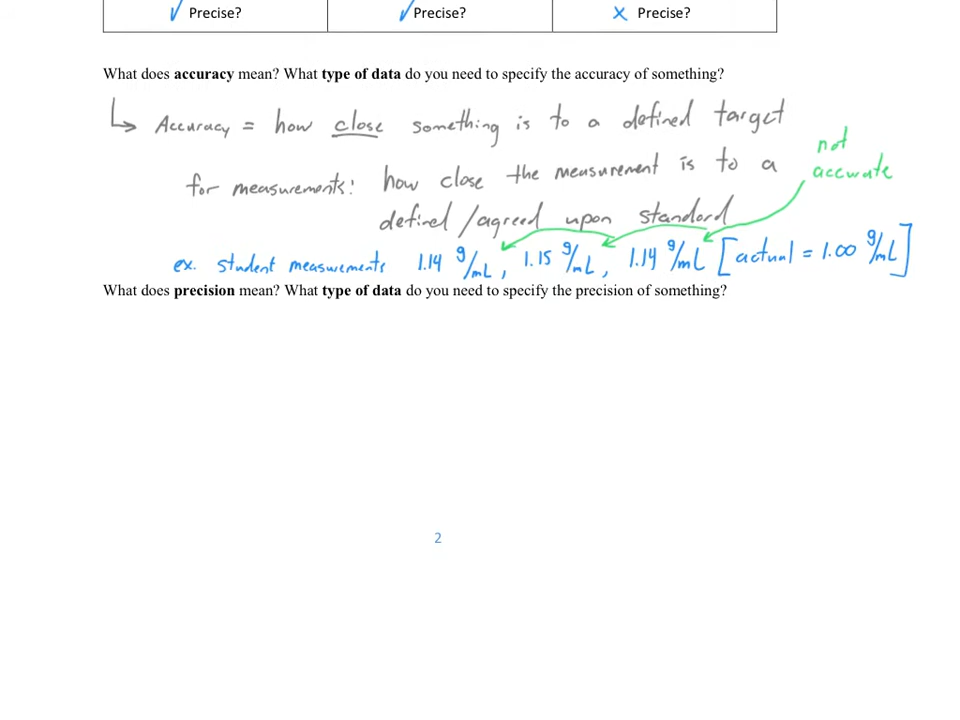 ✓ Precise? ✓ Precise? ✗ Precise?
What does accuracy mean? What type of data do you need to specify the accuracy of something?
↳ Accuracy = how close something is to a defined target
not
for measurements: how close the measurement is to a
accurate
defined/agreed upon standard
ex. student measurements 1.14 g/mL, 1.15 g/mL, 1.14 g/mL [actual = 1.00 g/mL]
What does precision mean? What type of data do you need to specify the precision of something?
2